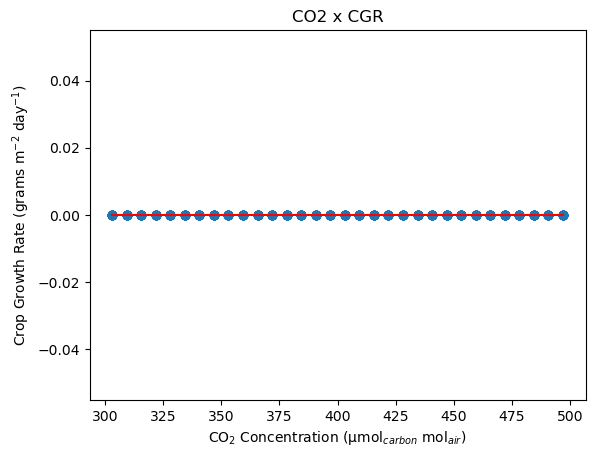 CO2 x CGR
0.04
0.02
0.00
−0.02
−0.04
Crop Growth Rate (grams m⁻² day⁻¹)
300 325 350 375 400 425 450 475 500
CO₂ Concentration (μmol_carbon mol_air)